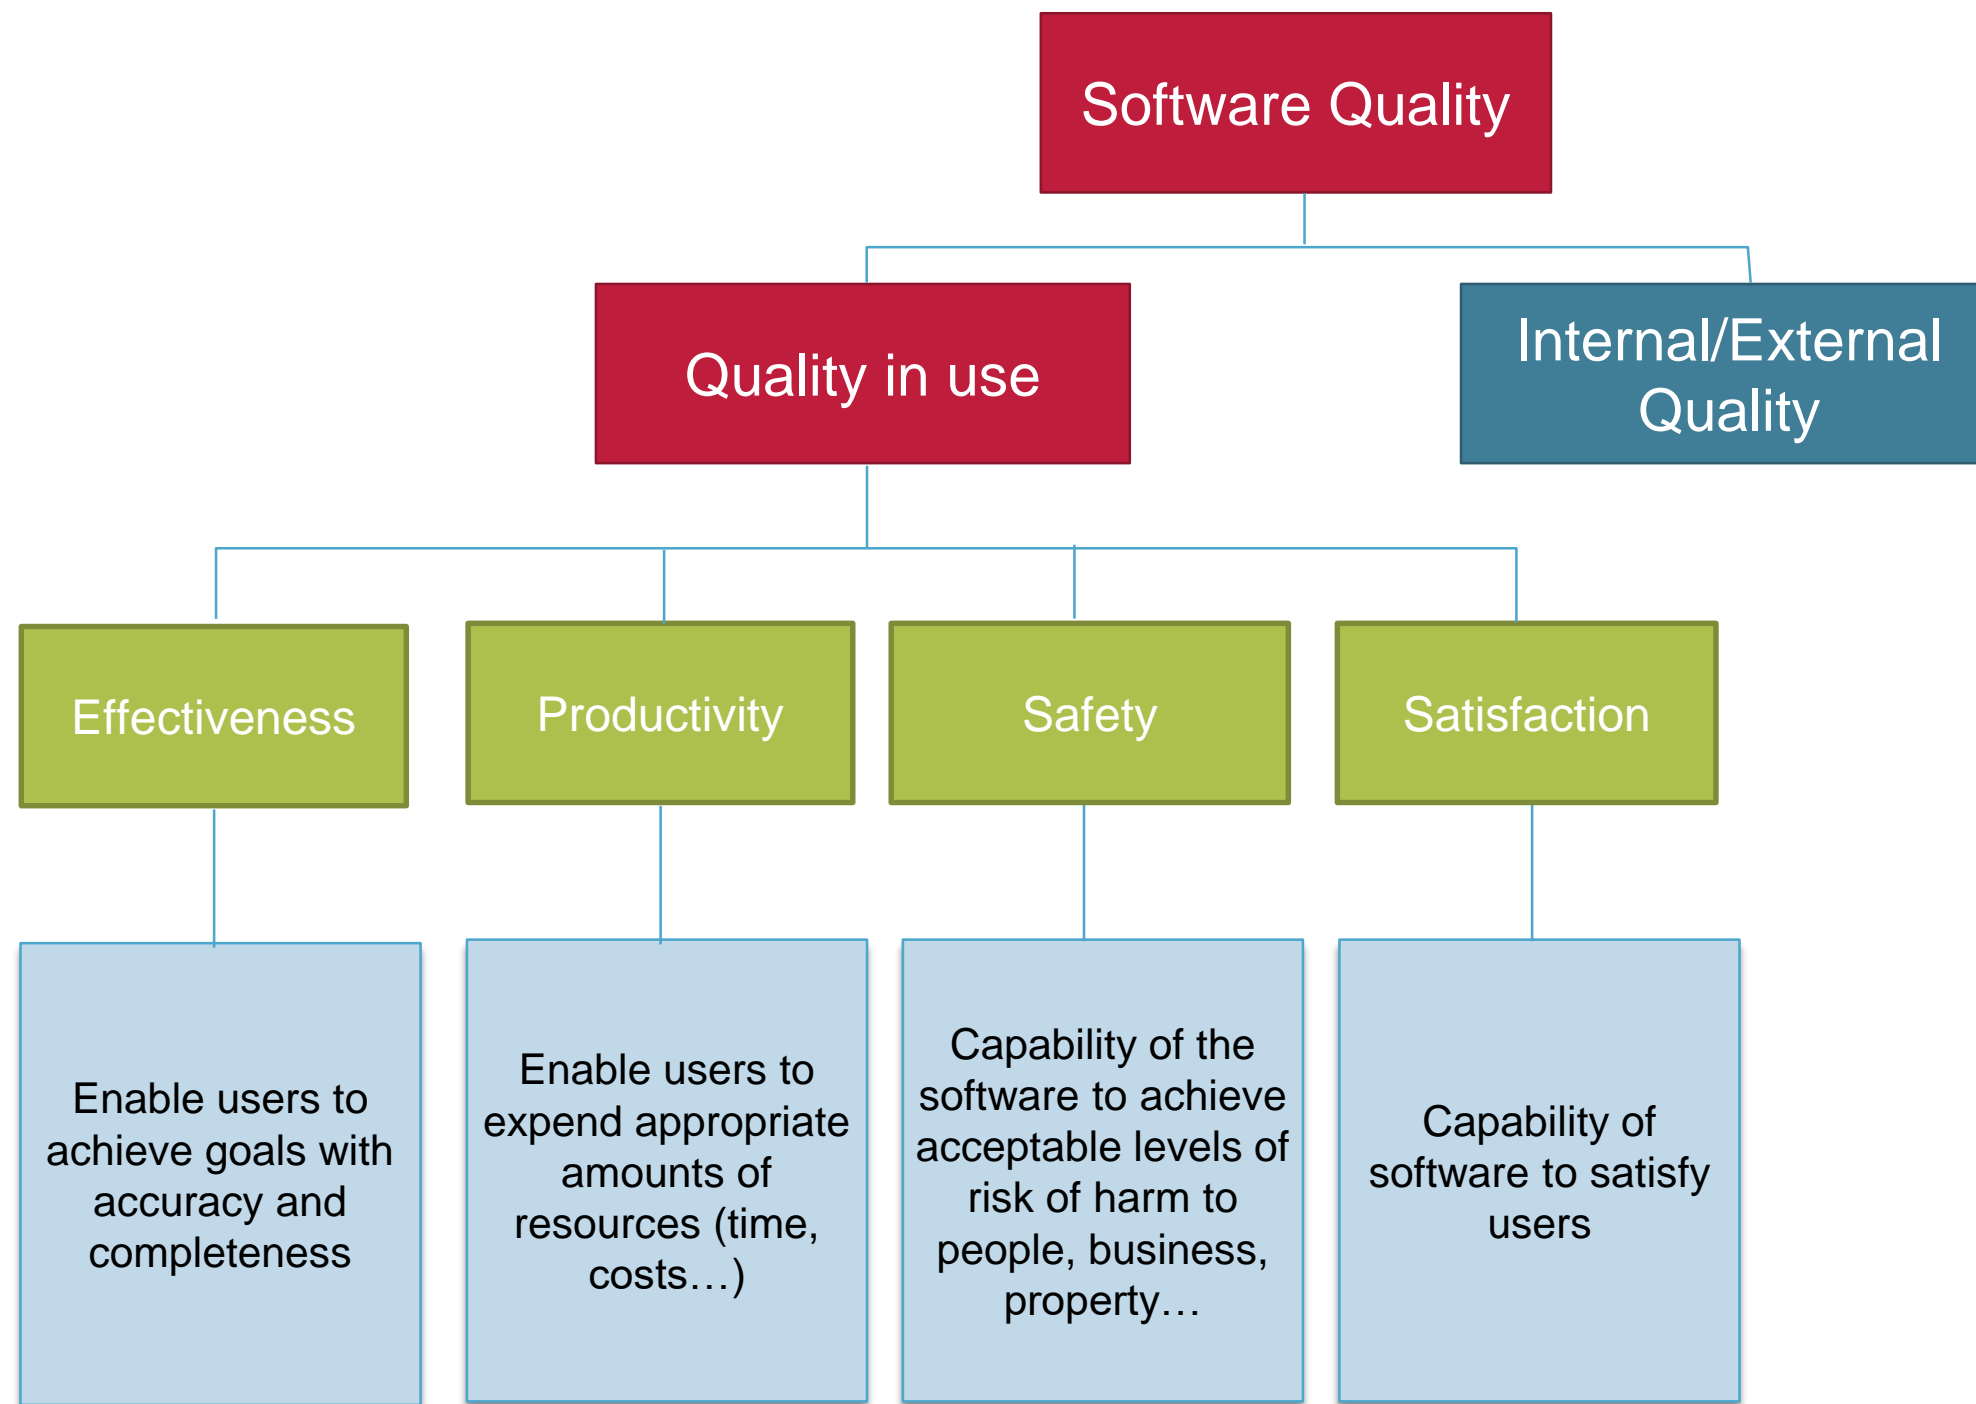 Software Quality
Quality in use
Internal/External
Quality
Effectiveness
Productivity
Safety
Satisfaction
Enable users to
achieve goals with
accuracy and
completeness
Enable users to
expend appropriate
amounts of
resources (time,
costs…)
Capability of the
software to achieve
acceptable levels of
risk of harm to
people, business,
property…
Capability of
software to satisfy
users